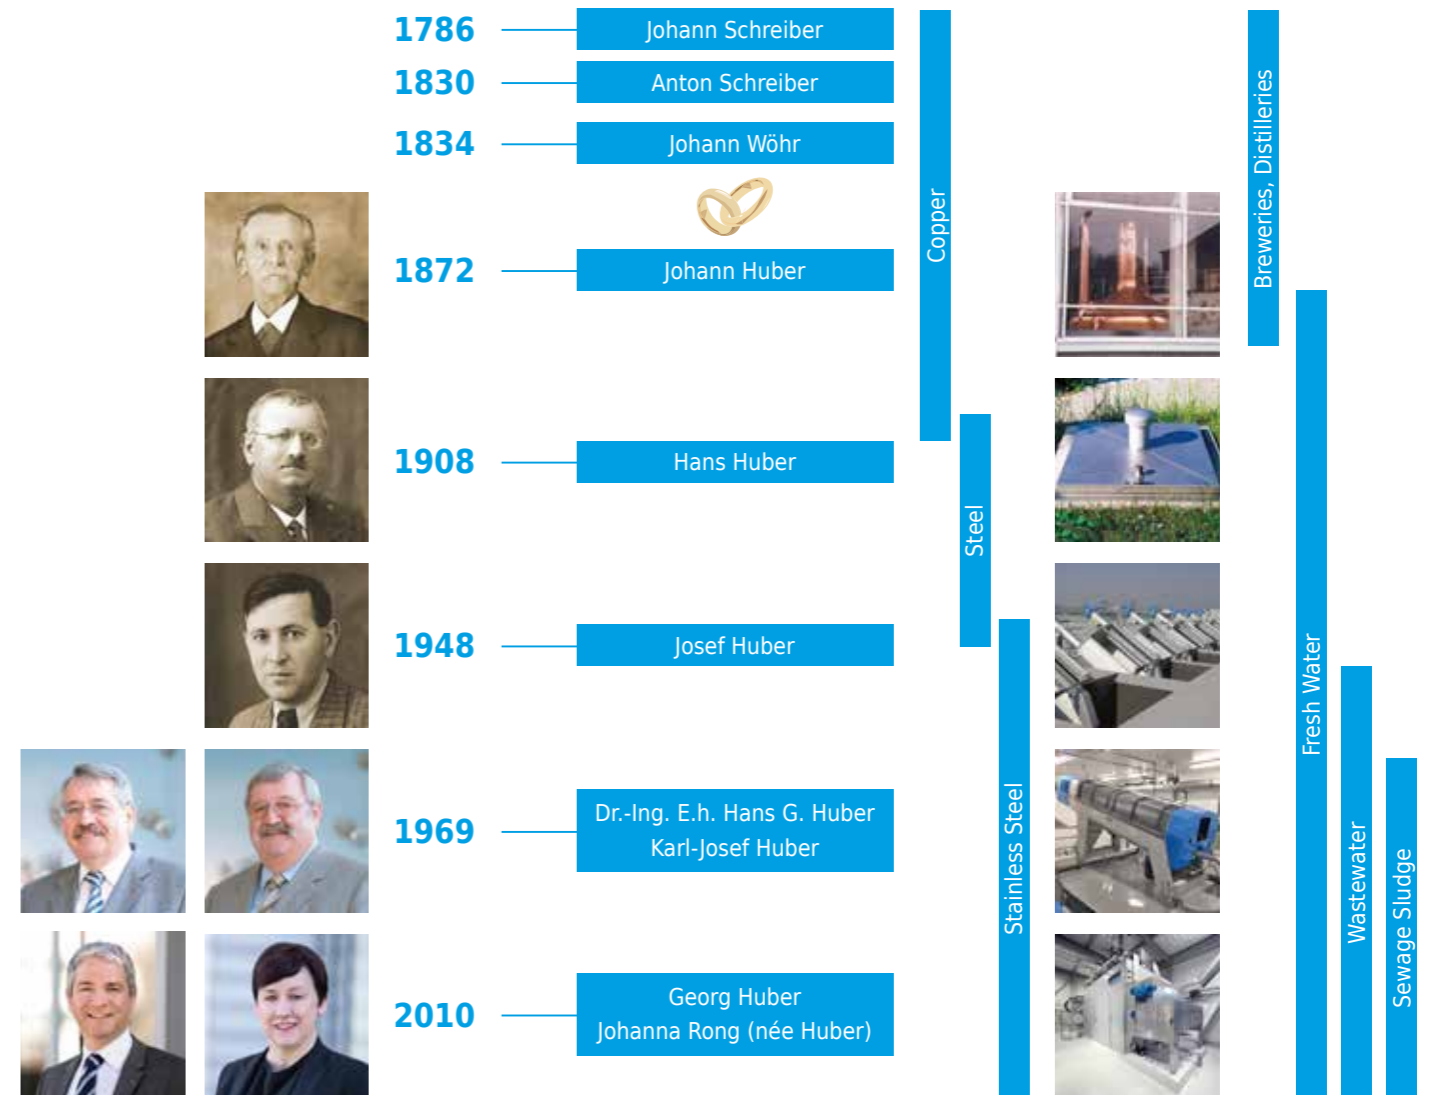 1786
Johann Schreiber
1830
Anton Schreiber
1834
Johann Wöhr
1872
Johann Huber
1908
Hans Huber
1948
Josef Huber
1969
Dr.-Ing. E.h. Hans G. Huber
Karl-Josef Huber
2010
Georg Huber
Johanna Rong (née Huber)
Copper
Steel
Stainless Steel
Breweries, Distilleries
Fresh Water
Wastewater
Sewage Sludge